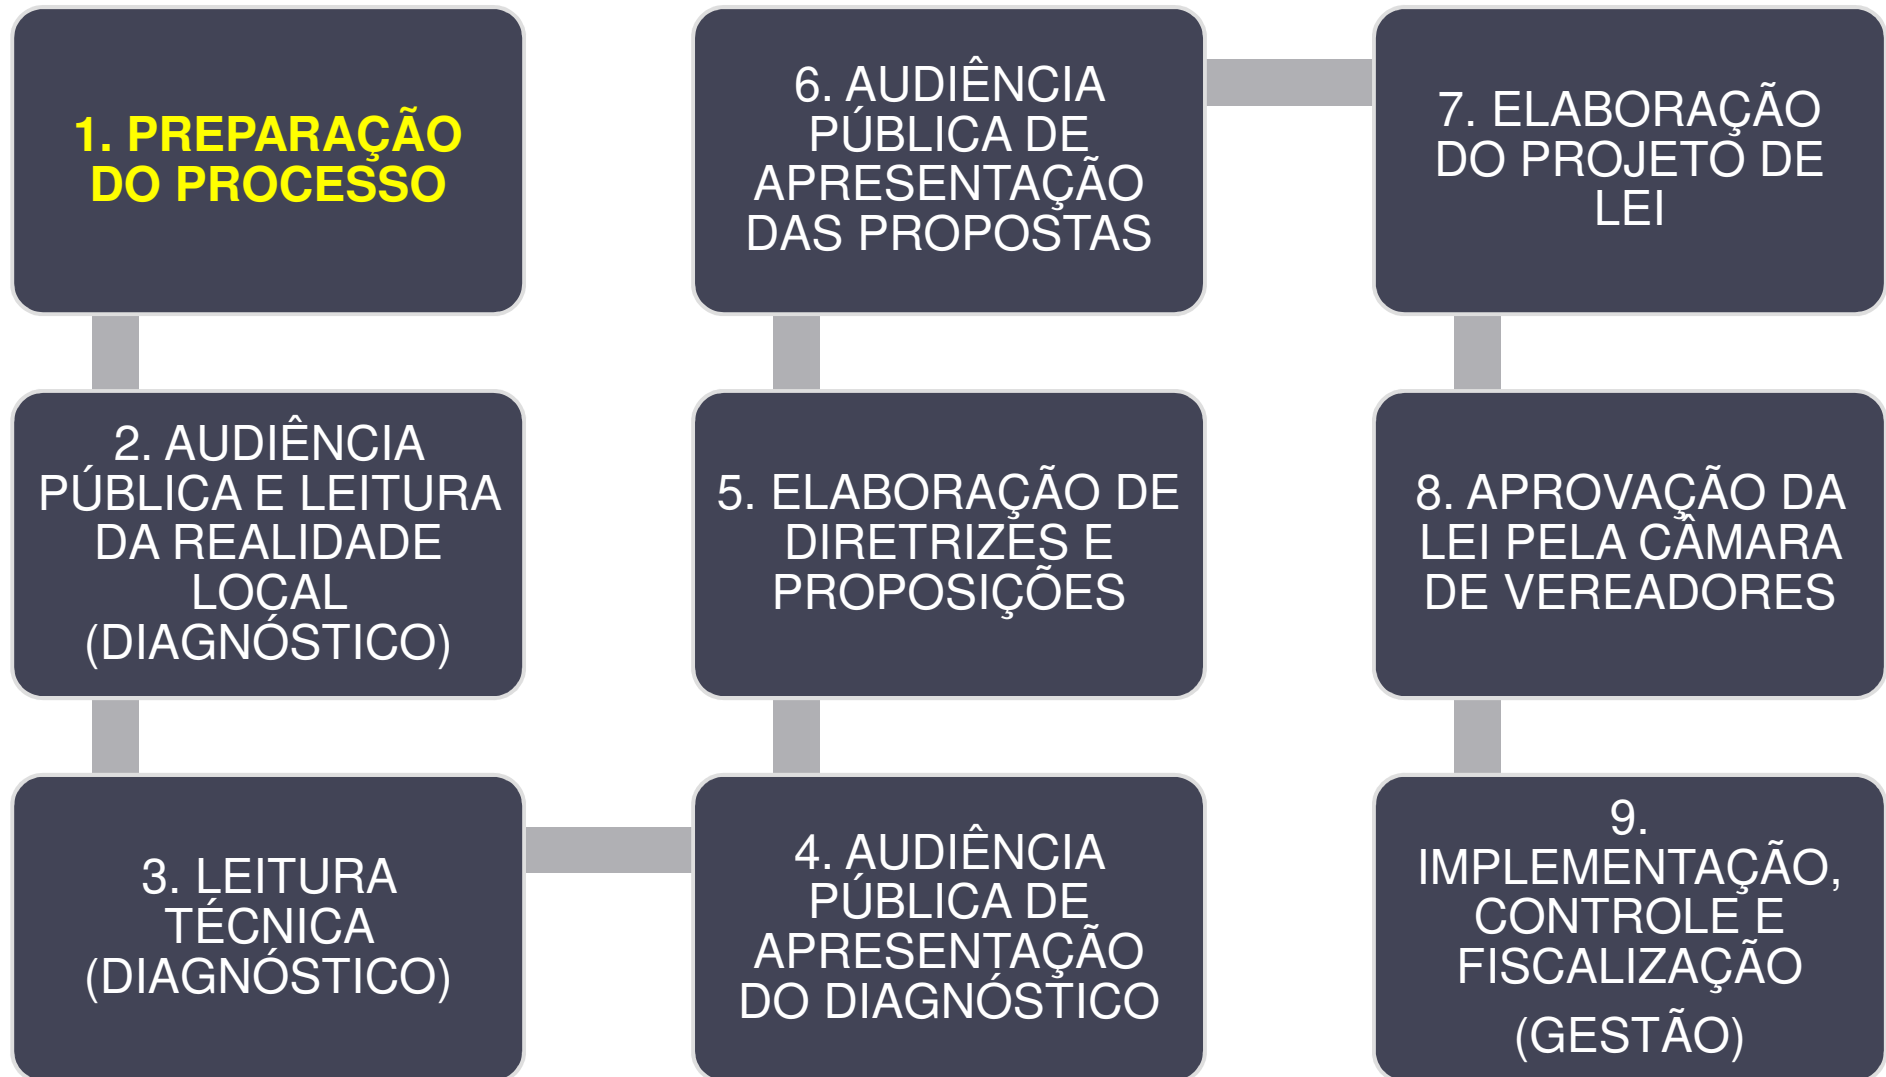 1. PREPARAÇÃO
DO PROCESSO
2. AUDIÊNCIA
PÚBLICA E LEITURA
DA REALIDADE
LOCAL
(DIAGNÓSTICO)
3. LEITURA
TÉCNICA
(DIAGNÓSTICO)
4. AUDIÊNCIA
PÚBLICA DE
APRESENTAÇÃO
DO DIAGNÓSTICO
5. ELABORAÇÃO DE
DIRETRIZES E
PROPOSIÇÕES
6. AUDIÊNCIA
PÚBLICA DE
APRESENTAÇÃO
DAS PROPOSTAS
7. ELABORAÇÃO
DO PROJETO DE
LEI
8. APROVAÇÃO DA
LEI PELA CÂMARA
DE VEREADORES
9.
IMPLEMENTAÇÃO,
CONTROLE E
FISCALIZAÇÃO
(GESTÃO)